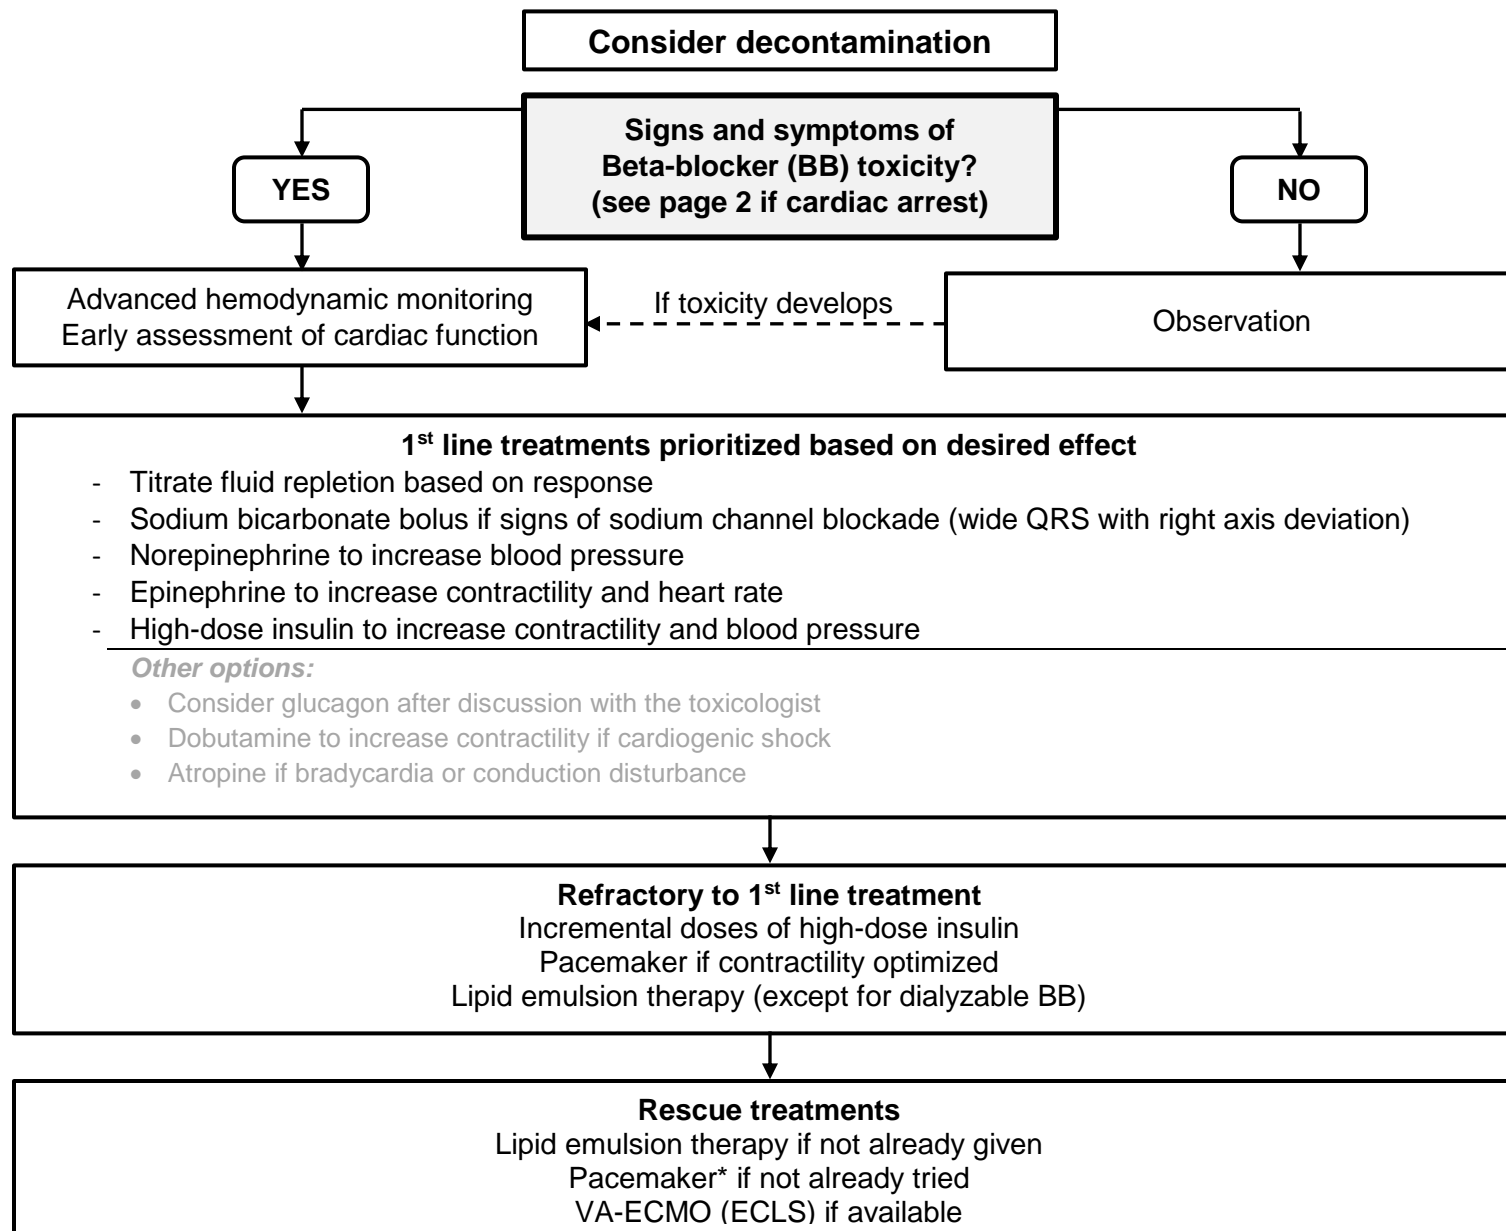 Consider decontamination
Signs and symptoms of
Beta-blocker (BB) toxicity?
(see page 2 if cardiac arrest)
YES
NO
Advanced hemodynamic monitoring
Early assessment of cardiac function
If toxicity develops
Observation
1st line treatments prioritized based on desired effect
- Titrate fluid repletion based on response
- Sodium bicarbonate bolus if signs of sodium channel blockade (wide QRS with right axis deviation)
- Norepinephrine to increase blood pressure
- Epinephrine to increase contractility and heart rate
- High-dose insulin to increase contractility and blood pressure
Other options:
• Consider glucagon after discussion with the toxicologist
• Dobutamine to increase contractility if cardiogenic shock
• Atropine if bradycardia or conduction disturbance
Refractory to 1st line treatment
Incremental doses of high-dose insulin
Pacemaker if contractility optimized
Lipid emulsion therapy (except for dialyzable BB)
Rescue treatments
Lipid emulsion therapy if not already given
Pacemaker* if not already tried
VA-ECMO (ECLS) if available